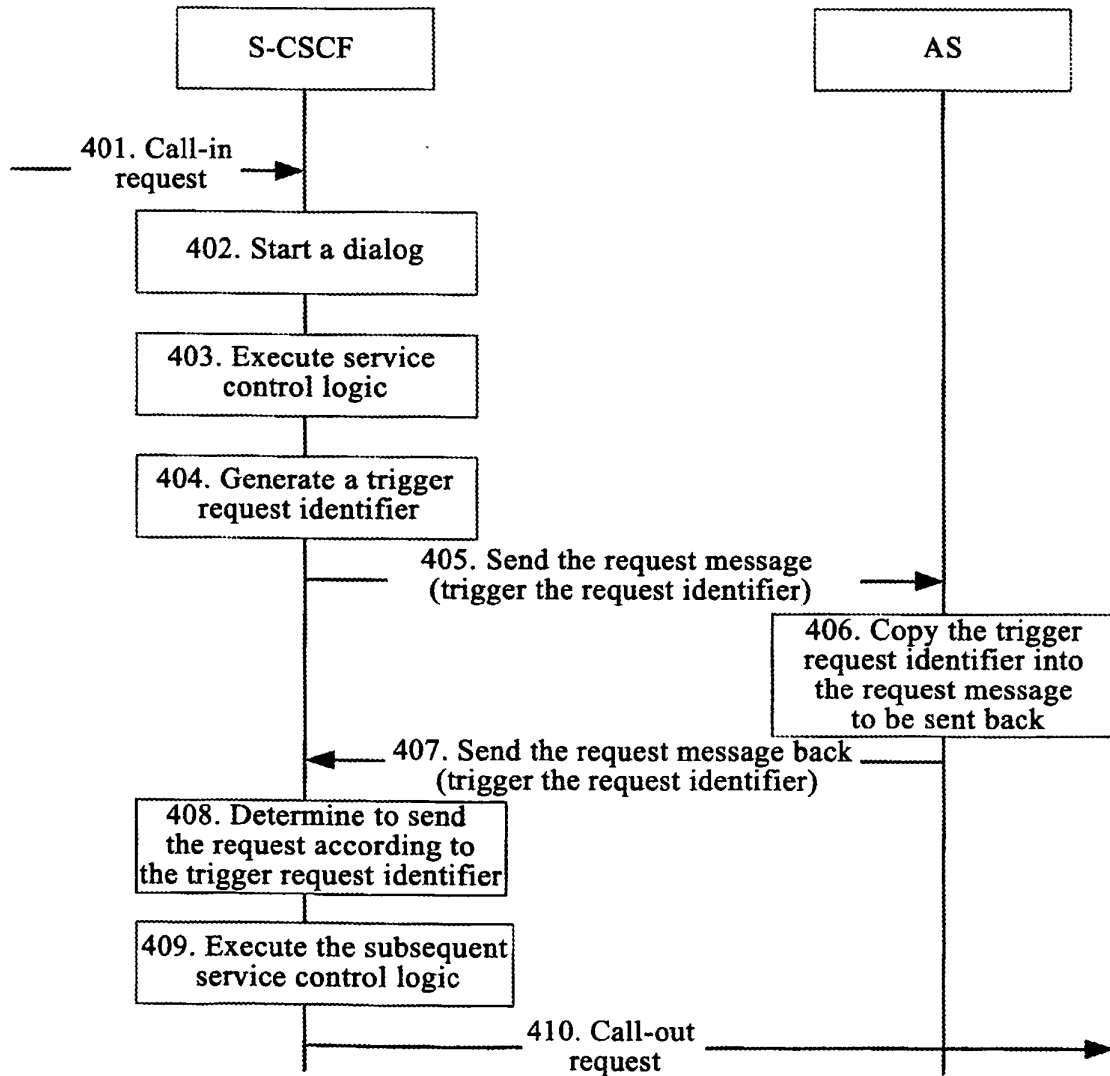 S-CSCF
AS
401. Call-in
request
402. Start a dialog
403. Execute service
control logic
404. Generate a trigger
request identifier
405. Send the request message
(trigger the request identifier)
406. Copy the trigger
request identifier into
the request message
to be sent back
407. Send the request message back
(trigger the request identifier)
408. Determine to send
the request according to
the trigger request identifier
409. Execute the subsequent
service control logic
410. Call-out
request